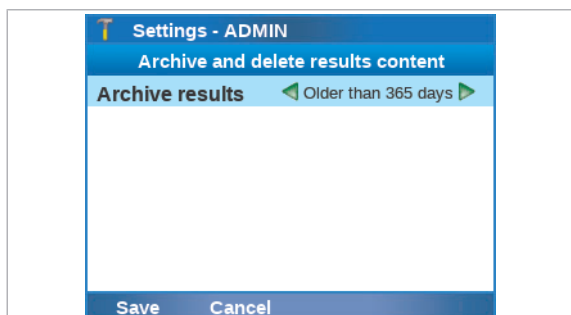 Settings - ADMIN
Archive and delete results content
Archive results Older than 365 days
Save Cancel